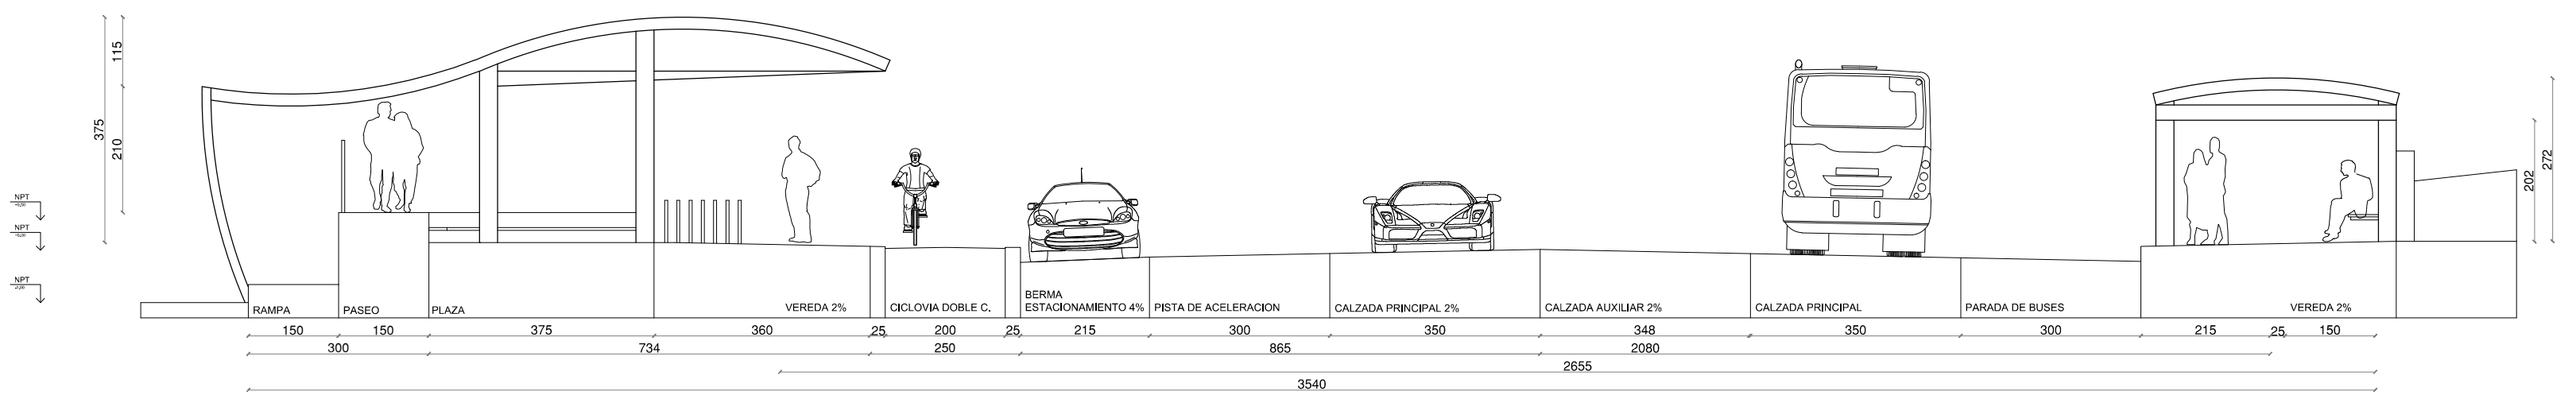 115
375
210
NPT
NPT
NPT
272
202
RAMPA
PASEO
PLAZA
VEREDA 2%
CICLOVIA DOBLE C.
BERMA
ESTACIONAMIENTO 4%
PISTA DE ACELERACION
CALZADA PRINCIPAL 2%
CALZADA AUXILIAR 2%
CALZADA PRINCIPAL
PARADA DE BUSES
VEREDA 2%
150 150 375 360 25 200 25 215 300 350 348 350 300 215 25 150
300 734 250 865 2080
2655
3540